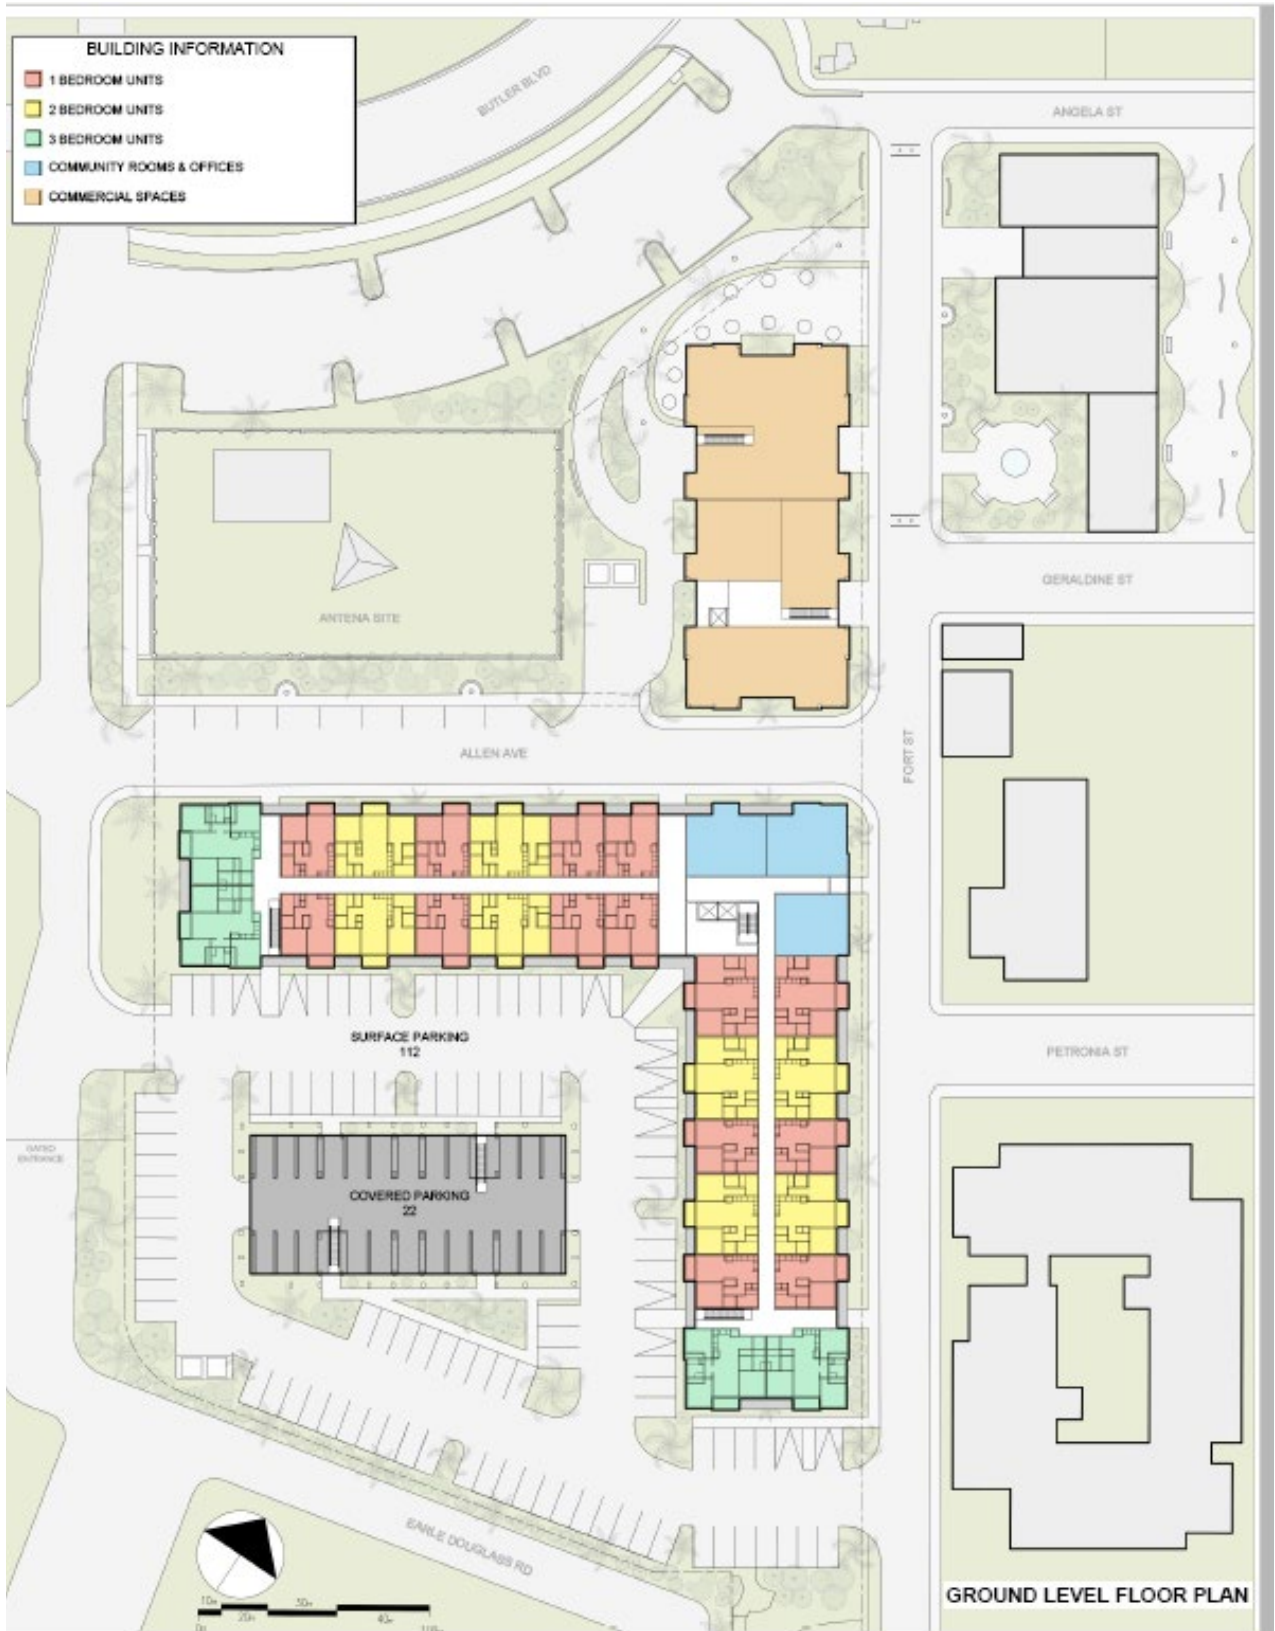 BUILDING INFORMATION
1 BEDROOM UNITS
2 BEDROOM UNITS
3 BEDROOM UNITS
COMMUNITY ROOMS & OFFICES
COMMERCIAL SPACES
BUTLER BLVD
ANGELA ST
GERALDINE ST
ANTENA SITE
FORT ST
ALLEN AVE
SURFACE PARKING
112
PETRONIA ST
GATED
ENTRANCE
COVERED PARKING
22
EARLE DOUGLASS RD
GROUND LEVEL FLOOR PLAN